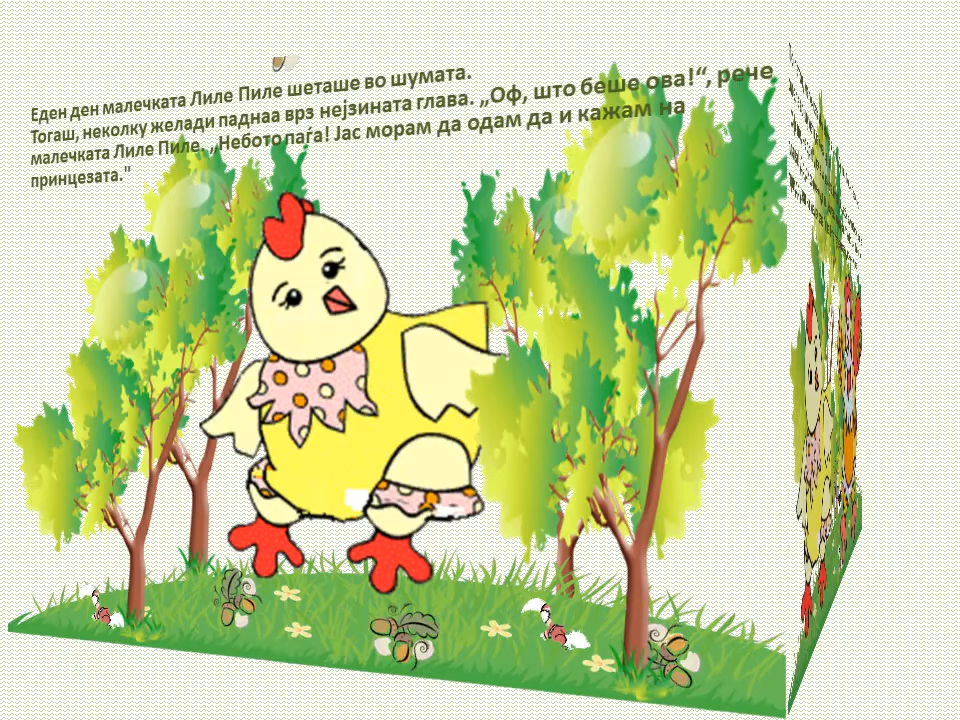 Еден ден малечката Лиле Пиле шеташе во шумата.
Тогаш, неколку желади паднаа врз нејзината глава. „Оф, што беше ова!“, рече
малечката Лиле Пиле. „Небото паѓа! Јас морам да одам да и кажам на
принцезата."